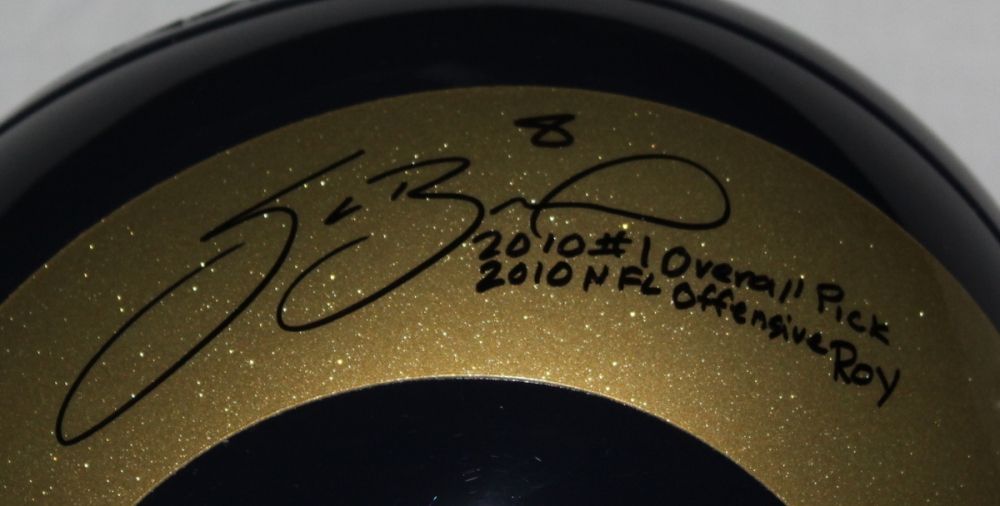 8
2010 #1 Overall Pick
2010 NFL Offensive Roy